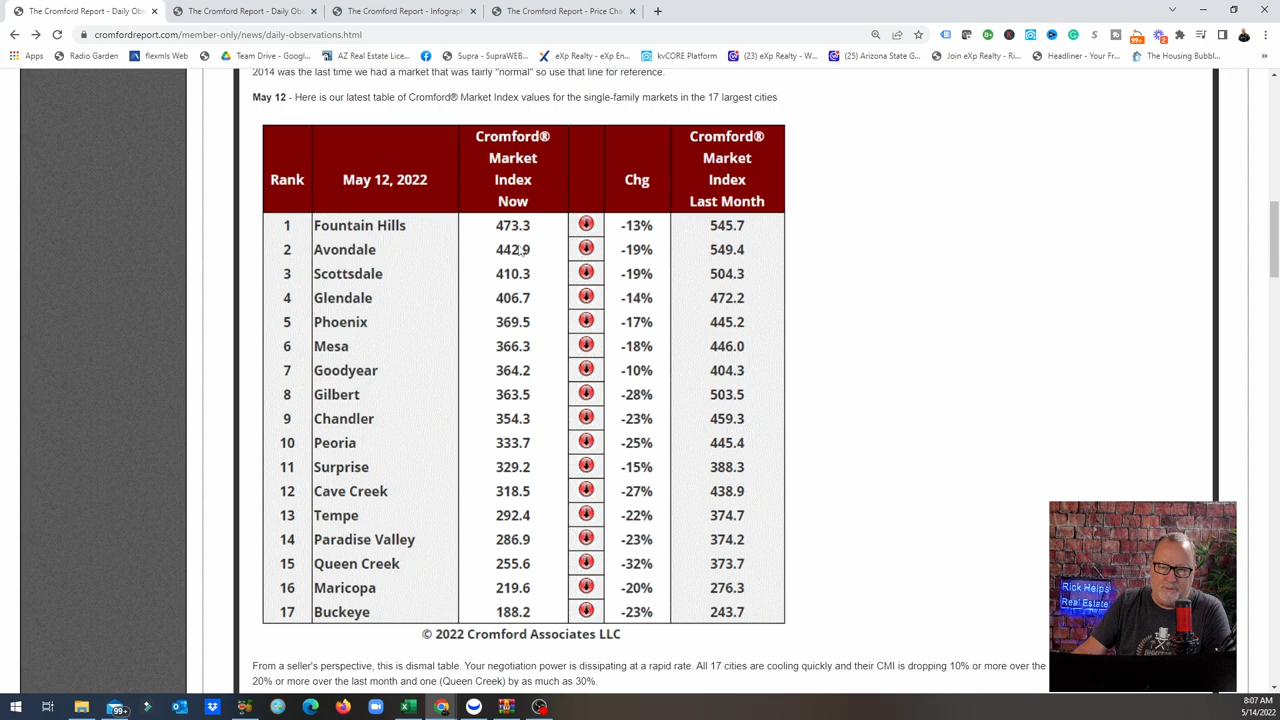 The Cromford Report - Daily Obs
The Cromford Report - Daily Obs
The Cromford Report - Infograph
The Cromford Report - Price Cha
cromfordreport.com/member-only/news/daily-observations.html
Apps
Radio Garden
flexmls Web
Team Drive - Googl...
AZ Real Estate Licen...
SupraWEB...
eXp Realty - eXp En...
kvCORE Platform
(23) eXp Realty - W...
(25) Arizona State G...
Join eXp Realty - Ri...
Headliner - Your Fr...
The Housing Bubbl...
»
2014 was the last time we had a market that was fairly "normal" so use that line for reference.
May 12 - Here is our latest table of Cromford® Market Index values for the single-family markets in the 17 largest cities
Rank May 12, 2022 Cromford® Market Index Now Chg Cromford® Market Index Last Month
1 Fountain Hills 473.3 -13% 545.7
2 Avondale 442.9 -19% 549.4
3 Scottsdale 410.3 -19% 504.3
4 Glendale 406.7 -14% 472.2
5 Phoenix 369.5 -17% 445.2
6 Mesa 366.3 -18% 446.0
7 Goodyear 364.2 -10% 404.3
8 Gilbert 363.5 -28% 503.5
9 Chandler 354.3 -23% 459.3
10 Peoria 333.7 -25% 445.4
11 Surprise 329.2 -15% 388.3
12 Cave Creek 318.5 -27% 438.9
13 Tempe 292.4 -22% 374.7
14 Paradise Valley 286.9 -23% 374.2
15 Queen Creek 255.6 -32% 373.7
16 Maricopa 219.6 -20% 276.3
17 Buckeye 188.2 -23% 243.7
© 2022 Cromford Associates LLC
From a seller's perspective, this is dismal table. Your negotiation power is dissipating at a rapid rate. All 17 cities are cooling quickly and their CMI is dropping 10% or more over the
20% or more over the last month and one (Queen Creek) by as much as 30%.
Rick Helps
Real Estate
99+
8:07 AM
5/14/2022